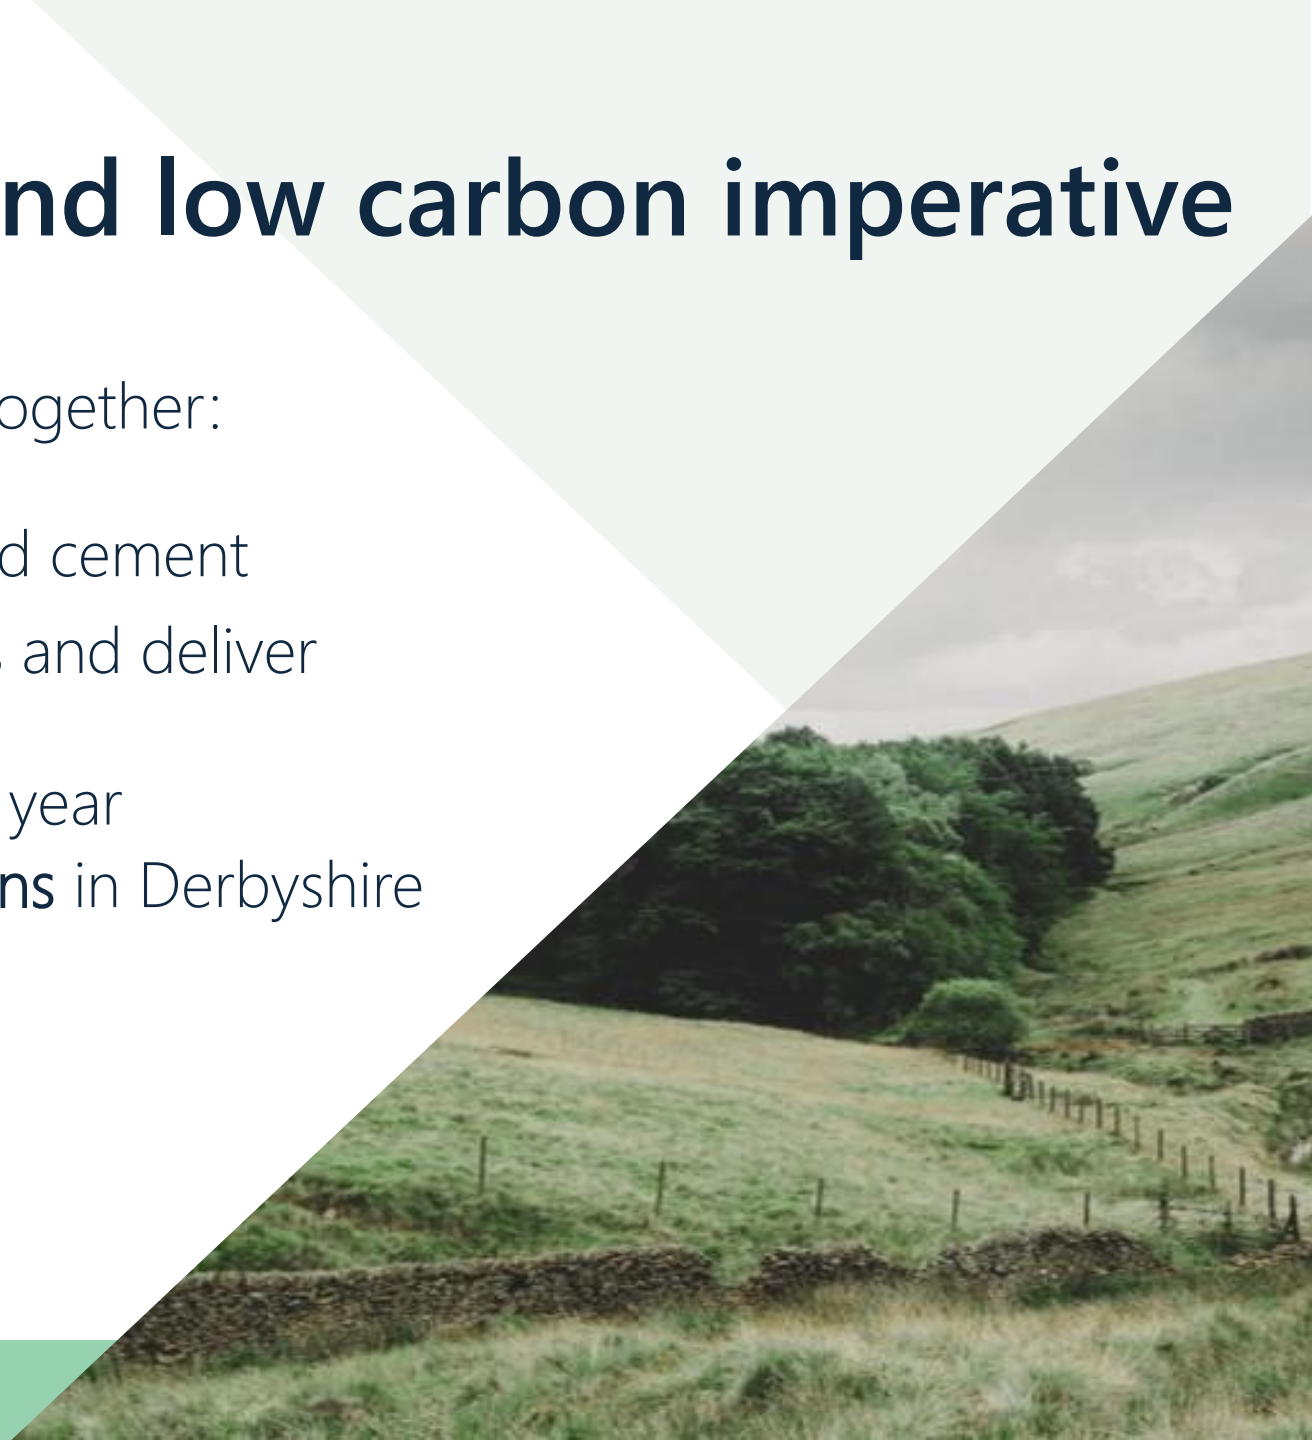 nd low carbon imperative
ogether:
d cement
and deliver
year
ns in Derbyshire